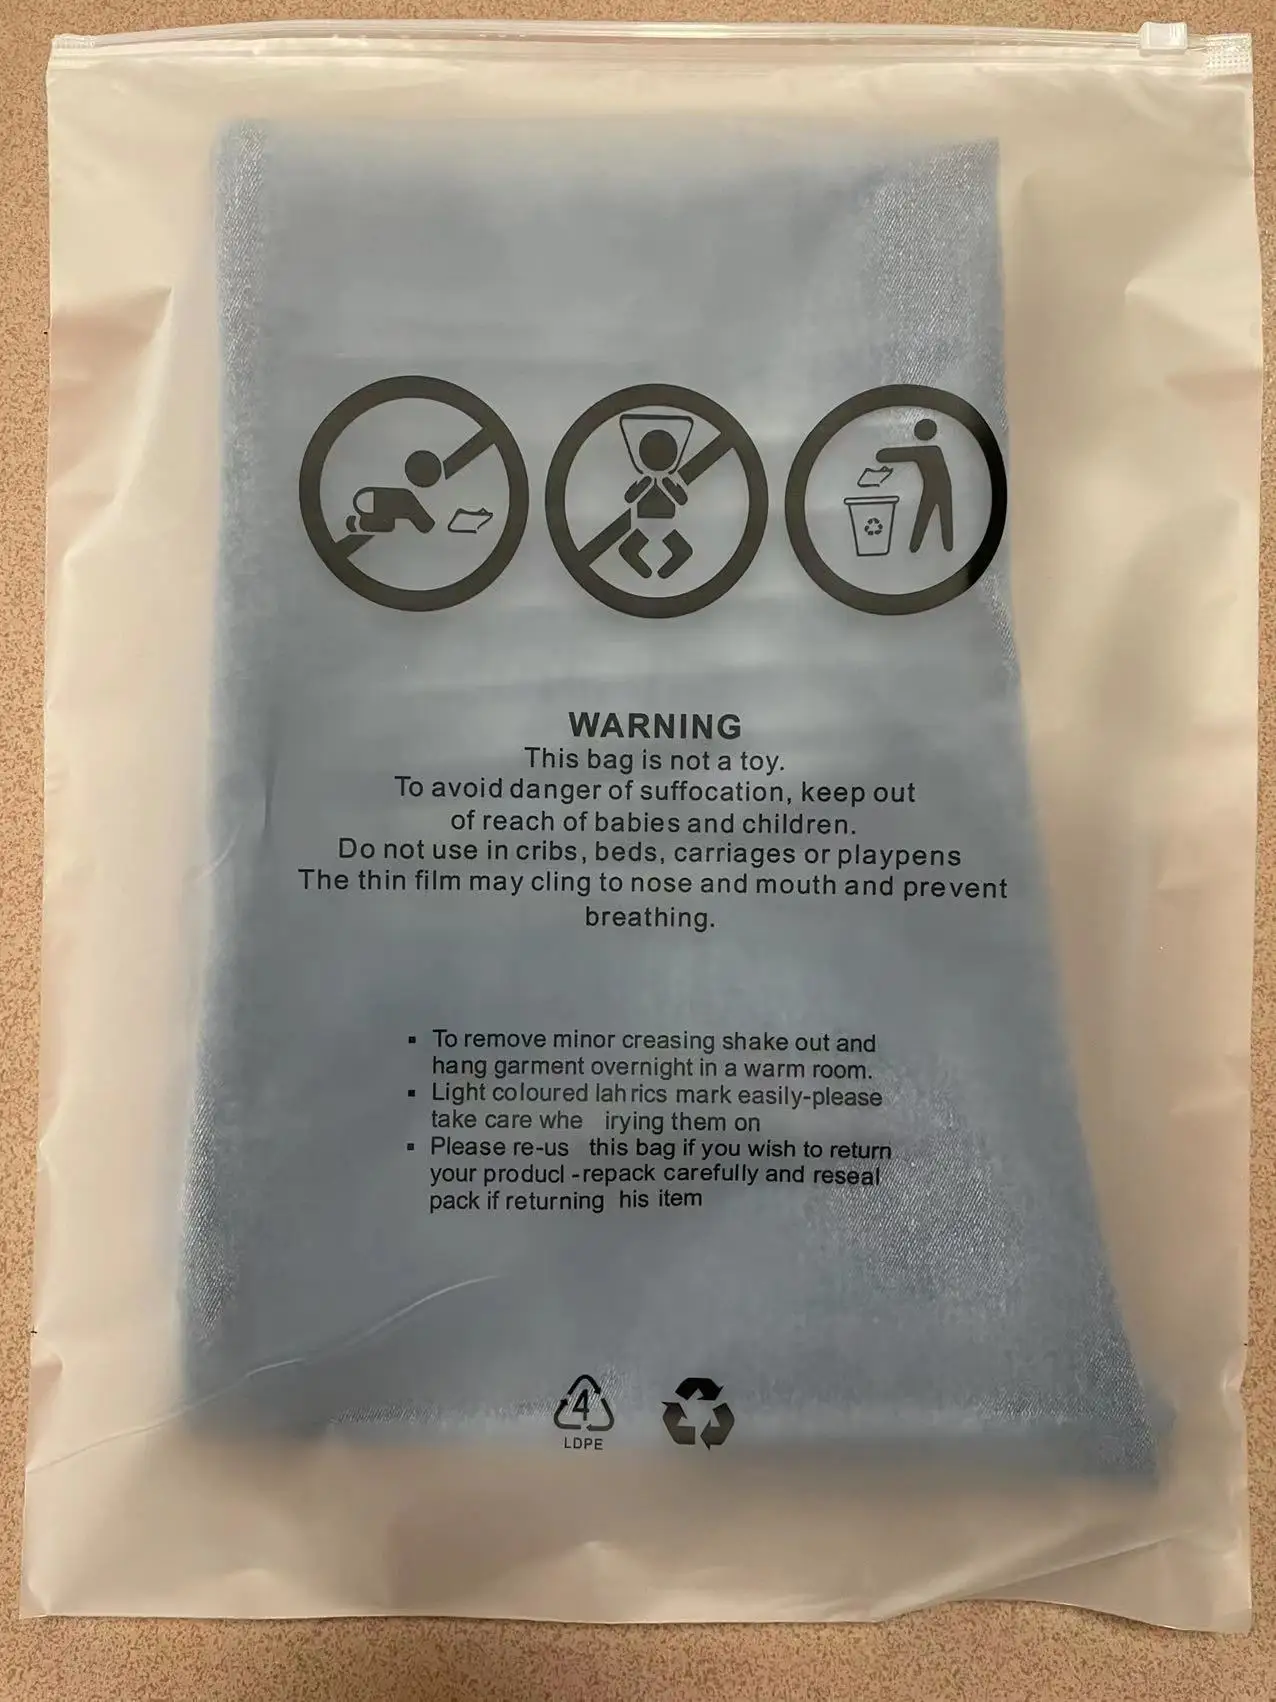 WARNING
This bag is not a toy.
To avoid danger of suffocation, keep out
of reach of babies and children.
Do not use in cribs, beds, carriages or playpens
The thin film may cling to nose and mouth and prevent
breathing.
▪ To remove minor creasing shake out and
hang garment overnight in a warm room.
▪ Light coloured lah rics mark easily-please
take care whe irying them on
▪ Please re-us this bag if you wish to return
your producl -repack carefully and reseal
pack if returning his item
4
LDPE